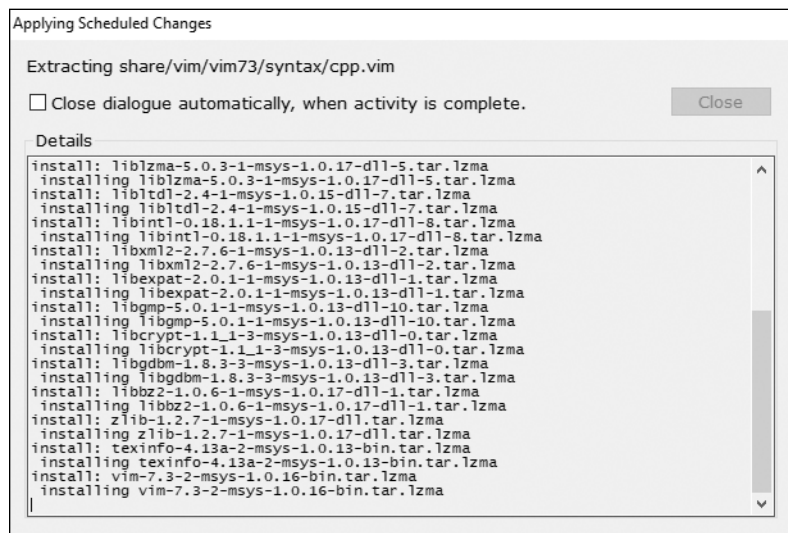 Applying Scheduled Changes
Extracting share/vim/vim73/syntax/cpp.vim
Close dialogue automatically, when activity is complete.
Close
Details
install: liblzma-5.0.3-1-msys-1.0.17-dll-5.tar.lzma
installing liblzma-5.0.3-1-msys-1.0.17-dll-5.tar.lzma
install: libltdl-2.4-1-msys-1.0.15-dll-7.tar.lzma
installing libltdl-2.4-1-msys-1.0.15-dll-7.tar.lzma
install: libintl-0.18.1.1-1-msys-1.0.17-dll-8.tar.lzma
installing libintl-0.18.1.1-1-msys-1.0.17-dll-8.tar.lzma
install: libxml2-2.7.6-1-msys-1.0.13-dll-2.tar.lzma
installing libxml2-2.7.6-1-msys-1.0.13-dll-2.tar.lzma
install: libexpat-2.0.1-1-msys-1.0.13-dll-1.tar.lzma
installing libexpat-2.0.1-1-msys-1.0.13-dll-1.tar.lzma
install: libgmp-5.0.1-1-msys-1.0.13-dll-10.tar.lzma
installing libgmp-5.0.1-1-msys-1.0.13-dll-10.tar.lzma
install: libcrypt-1.1_1-3-msys-1.0.13-dll-0.tar.lzma
installing libcrypt-1.1_1-3-msys-1.0.13-dll-0.tar.lzma
install: libgdbm-1.8.3-3-msys-1.0.13-dll-3.tar.lzma
installing libgdbm-1.8.3-3-msys-1.0.13-dll-3.tar.lzma
install: libbz2-1.0.6-1-msys-1.0.17-dll-1.tar.lzma
installing libbz2-1.0.6-1-msys-1.0.17-dll-1.tar.lzma
install: zlib-1.2.7-1-msys-1.0.17-dll.tar.lzma
installing zlib-1.2.7-1-msys-1.0.17-dll.tar.lzma
install: texinfo-4.13a-2-msys-1.0.13-bin.tar.lzma
installing texinfo-4.13a-2-msys-1.0.13-bin.tar.lzma
install: vim-7.3-2-msys-1.0.16-bin.tar.lzma
installing vim-7.3-2-msys-1.0.16-bin.tar.lzma